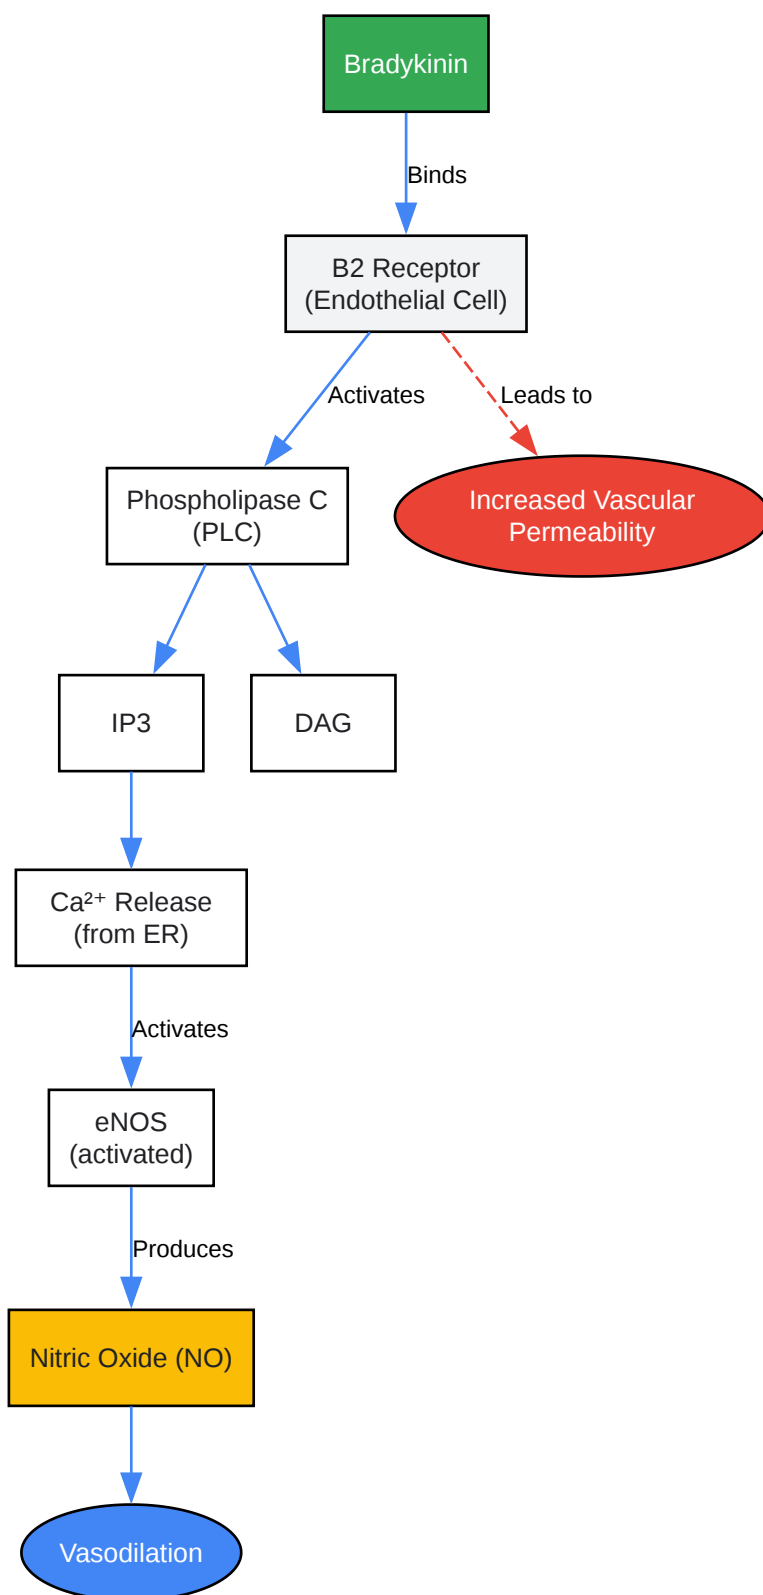 Bradykinin
Binds
B2 Receptor
(Endothelial Cell)
Activates
Leads to
Phospholipase C
(PLC)
Increased Vascular
Permeability
IP3
DAG
Ca²⁺ Release
(from ER)
Activates
eNOS
(activated)
Produces
Nitric Oxide (NO)
Vasodilation